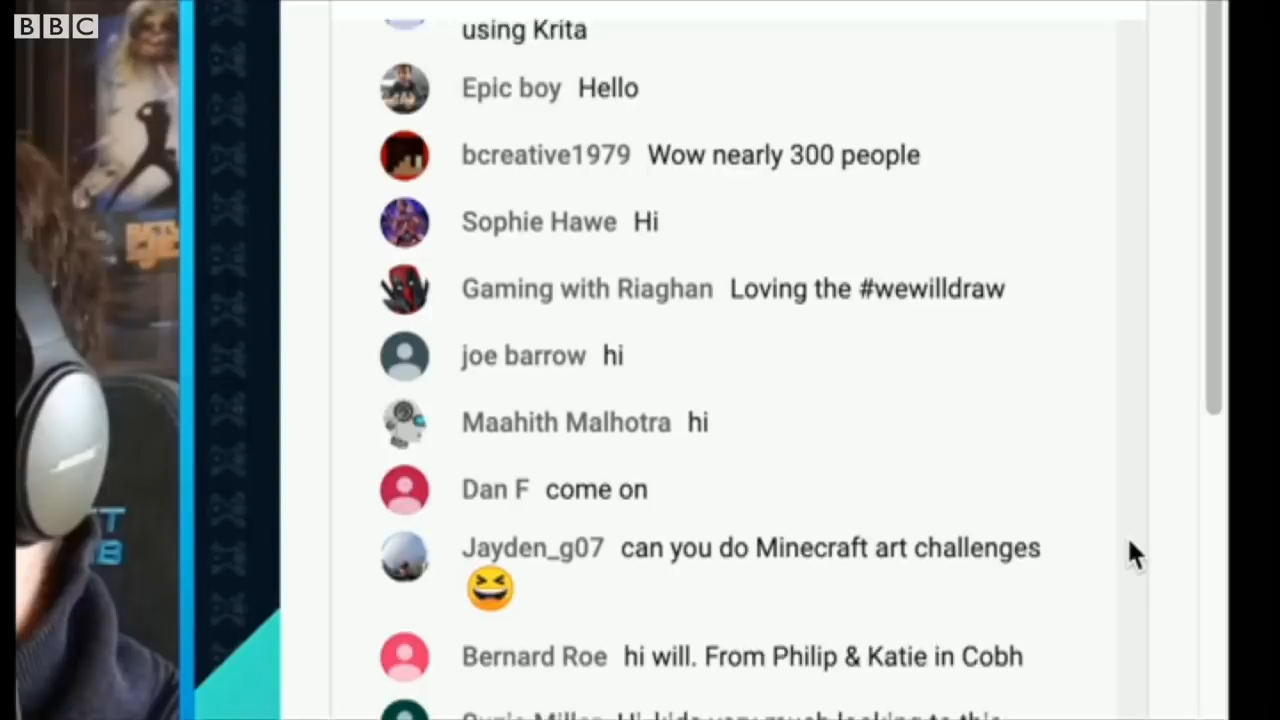 BBC
using Krita
Epic boy Hello
bcreative1979 Wow nearly 300 people
Sophie Hawe Hi
Gaming with Riaghan Loving the #wewilldraw
joe barrow hi
Maahith Malhotra hi
Dan F come on
Jayden_g07 can you do Minecraft art challenges
😆
Bernard Roe hi will. From Philip & Katie in Cobh